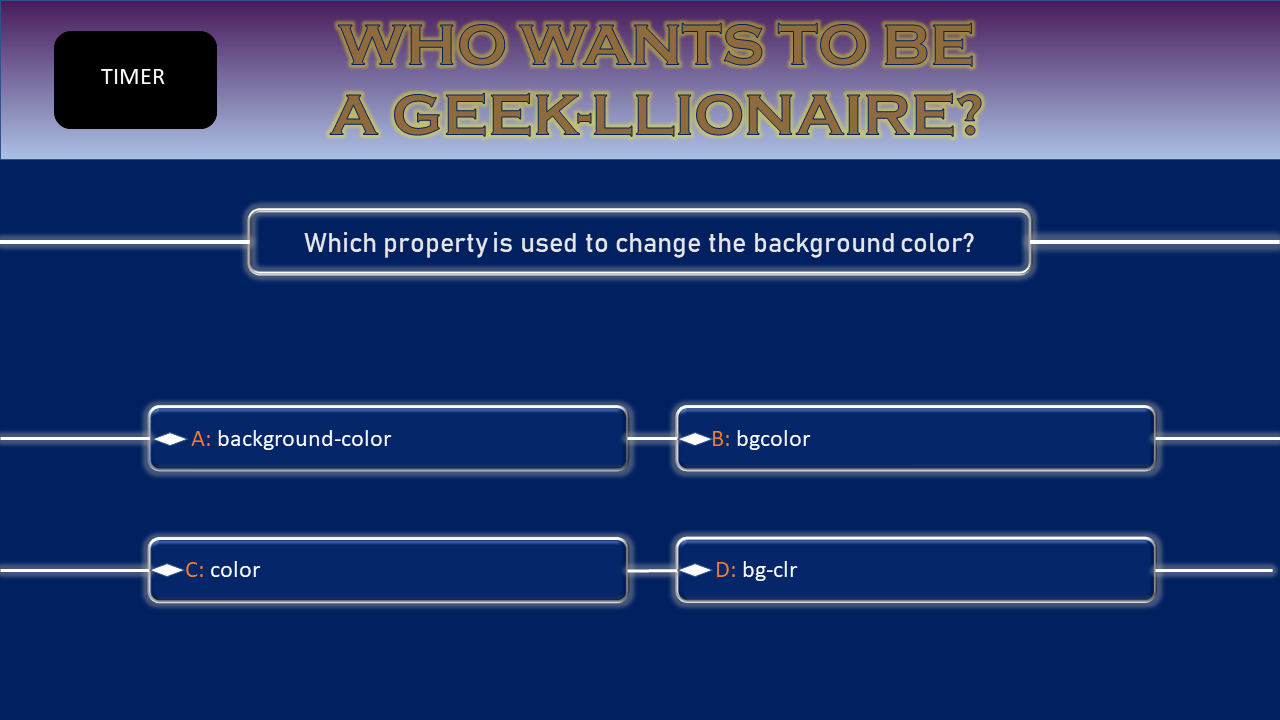 WHO WANTS TO BE
A GEEK-LLIONAIRE?
TIMER
Which property is used to change the background color?
A: background-color
B: bgcolor
C: color
D: bg-clr